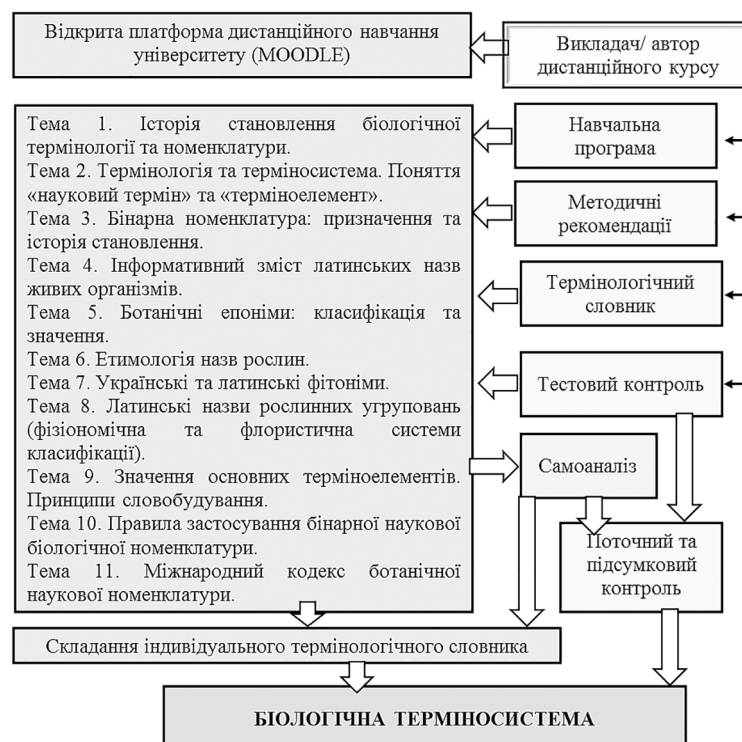 Відкрита платформа дистанційного навчання
університету (MOODLE)
Викладач/ автор
дистанційного курсу
Тема 1. Історія становлення біологічної
термінології та номенклатури.
Тема 2. Термінологія та терміносистема. Поняття
«науковий термін» та «терміноелемент».
Тема 3. Бінарна номенклатура: призначення та
історія становлення.
Тема 4. Інформативний зміст латинських назв
живих організмів.
Тема 5. Ботанічні епоніми: класифікація та
значення.
Тема 6. Етимологія назв рослин.
Тема 7. Українські та латинські фітоніми.
Тема 8. Латинські назви рослинних угруповань
(фізіономічна та флористична системи
класифікації).
Тема 9. Значення основних терміноелементів.
Принципи словобудування.
Тема 10. Правила застосування бінарної наукової
біологічної номенклатури.
Тема 11. Міжнародний кодекс ботанічної
наукової номенклатури.
Навчальна
програма
Методичні
рекомендації
Термінологічний
словник
Тестовий контроль
Самоаналіз
Поточний та
підсумковий
контроль
Складання індивідуального термінологічного словника
БІОЛОГІЧНА ТЕРМІНОСИСТЕМА